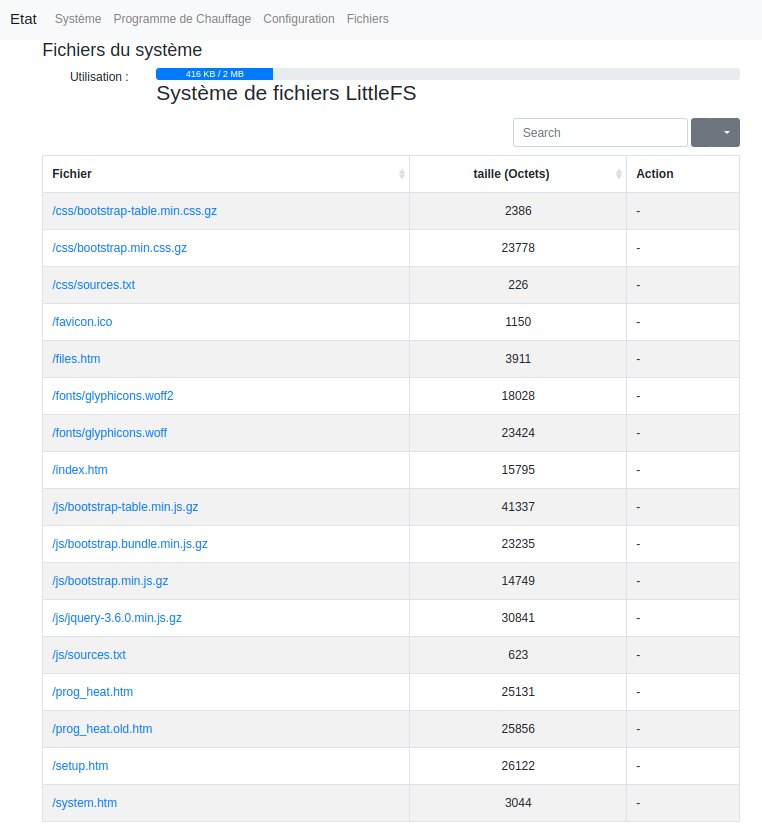 Etat Système Programme de Chauffage Configuration Fichiers
Fichiers du système
Utilisation : 416 KB / 2 MB
Système de fichiers LittleFS
Search
Fichier taille (Octets) Action
/css/bootstrap-table.min.css.gz 2386 -
/css/bootstrap.min.css.gz 23778 -
/css/sources.txt 226 -
/favicon.ico 1150 -
/files.htm 3911 -
/fonts/glyphicons.woff2 18028 -
/fonts/glyphicons.woff 23424 -
/index.htm 15795 -
/js/bootstrap-table.min.js.gz 41337 -
/js/bootstrap.bundle.min.js.gz 23235 -
/js/bootstrap.min.js.gz 14749 -
/js/jquery-3.6.0.min.js.gz 30841 -
/js/sources.txt 623 -
/prog_heat.htm 25131 -
/prog_heat.old.htm 25856 -
/setup.htm 26122 -
/system.htm 3044 -